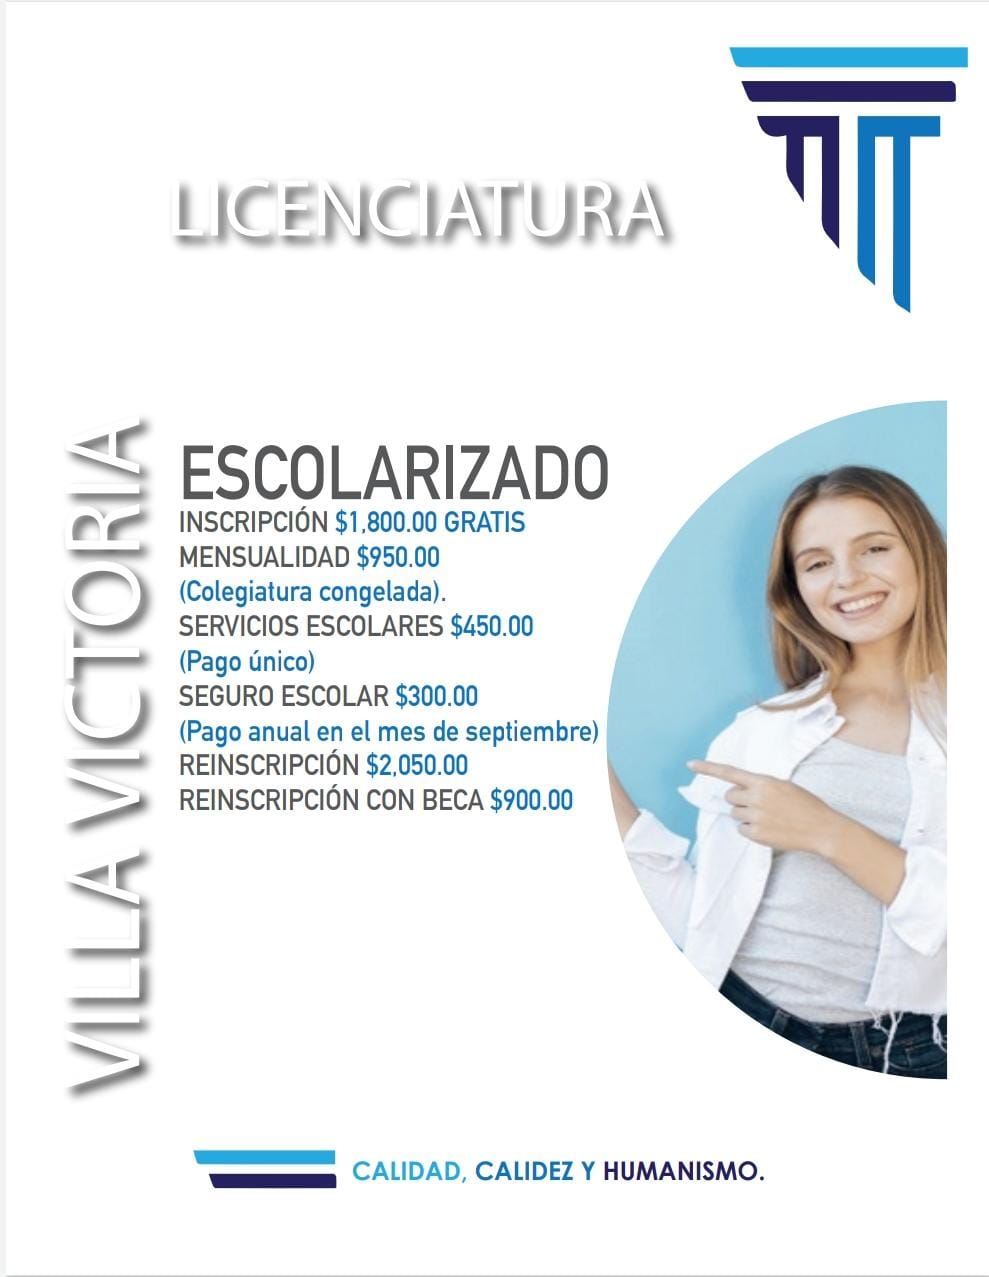 LICENCIATURA
VILLA VICTORIA
ESCOLARIZADO
INSCRIPCIÓN $1,800.00 GRATIS
MENSUALIDAD $950.00
(Colegiatura congelada).
SERVICIOS ESCOLARES $450.00
(Pago único)
SEGURO ESCOLAR $300.00
(Pago anual en el mes de septiembre)
REINSCRIPCIÓN $2,050.00
REINSCRIPCIÓN CON BECA $900.00
CALIDAD, CALIDEZ Y HUMANISMO.